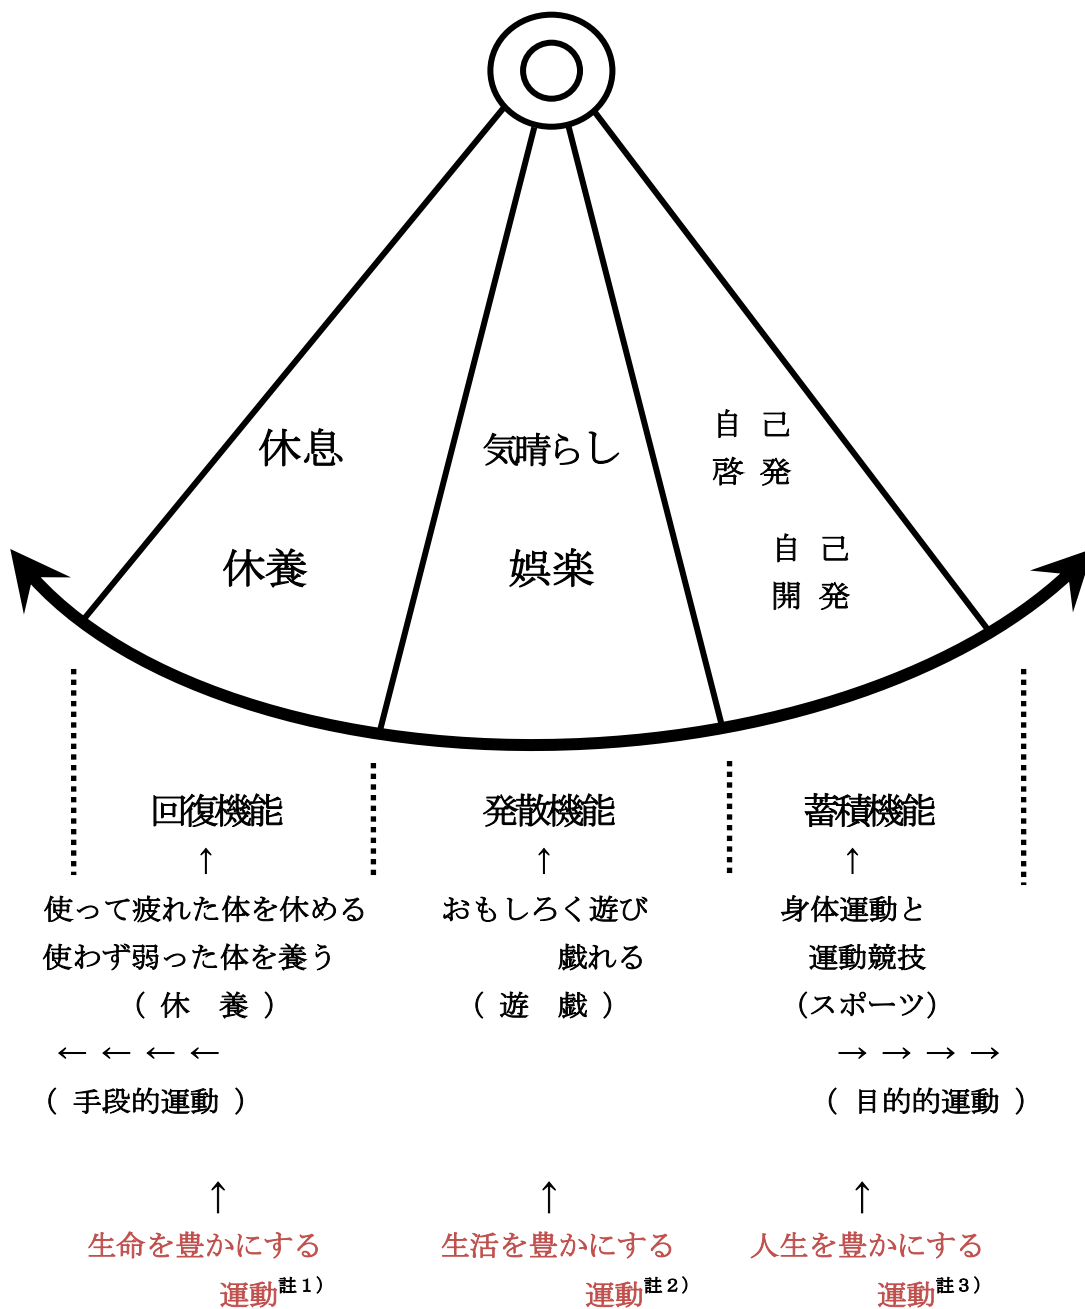 休息
休養
気晴らし
娯楽
自 己
啓 発
自 己
開 発
回復機能
↑
使って疲れた体を休める
使わず弱った体を養う
（ 休　養 ）
← ← ← ←
（ 手段的運動 ）
↑
生命を豊かにする
運動註１）
発散機能
↑
おもしろく遊び
戯れる
（ 遊　戯 ）
↑
生活を豊かにする
運動註２）
蓄積機能
↑
身体運動と
運動競技
（スポーツ）
→ → → →
（ 目的的運動 ）
↑
人生を豊かにする
運動註３）